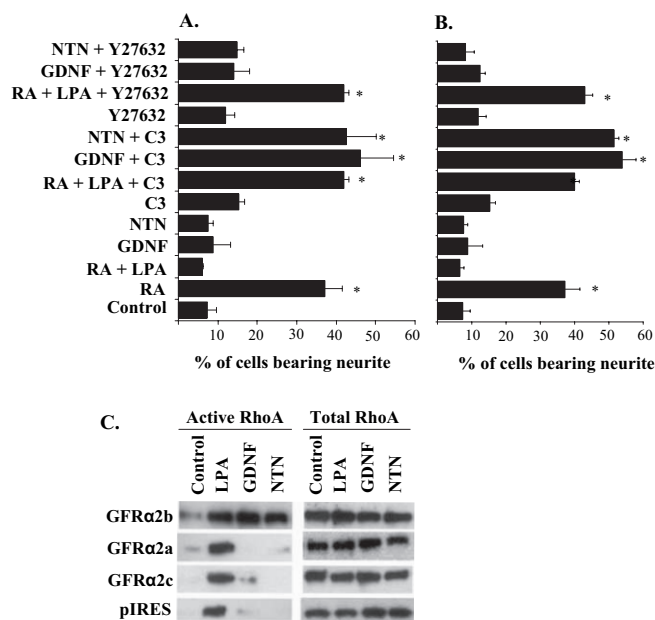 A.
B.
NTN + Y27632
GDNF + Y27632
RA + LPA + Y27632 * *
Y27632
NTN + C3 * *
GDNF + C3 * *
RA + LPA + C3 * *
C3
NTN
GDNF
RA + LPA
RA * *
Control
0 10 20 30 40 50 60 0 10 20 30 40 50 60
% of cells bearing neurite % of cells bearing neurite
C.
Active RhoA Total RhoA
Control LPA GDNF NTN Control LPA GDNF NTN
GFRα2b
GFRα2a
GFRα2c
pIRES